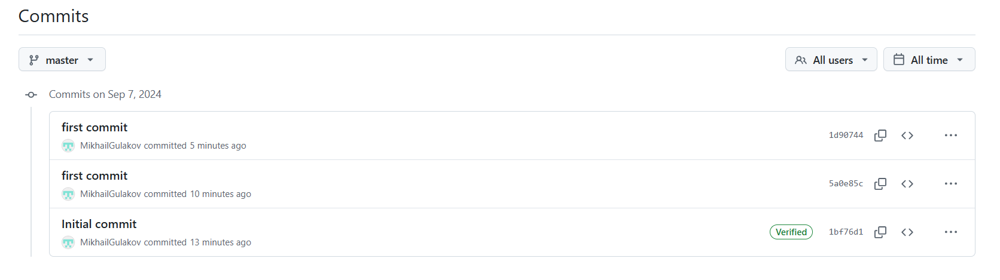 Commits
master
All users
All time
Commits on Sep 7, 2024
first commit
MikhailGulakov committed 5 minutes ago
1d90744
first commit
MikhailGulakov committed 10 minutes ago
5a0e85c
Initial commit
MikhailGulakov committed 13 minutes ago
Verified
1bf76d1